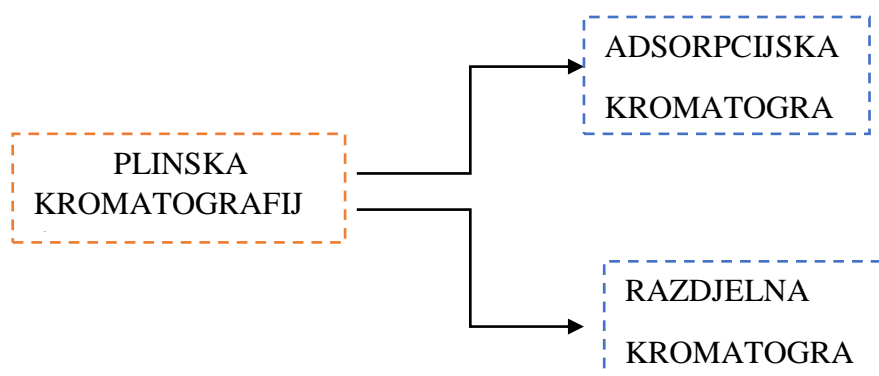 PLINSKA
KROMATOGRAFIJ
ADSORPCIJSKA
KROMATOGRA
RAZDJELNA
KROMATOGRA